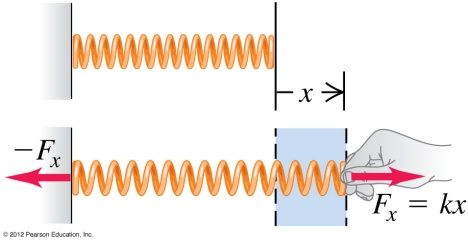 x
−Fx
Fx = kx
© 2012 Pearson Education, Inc.